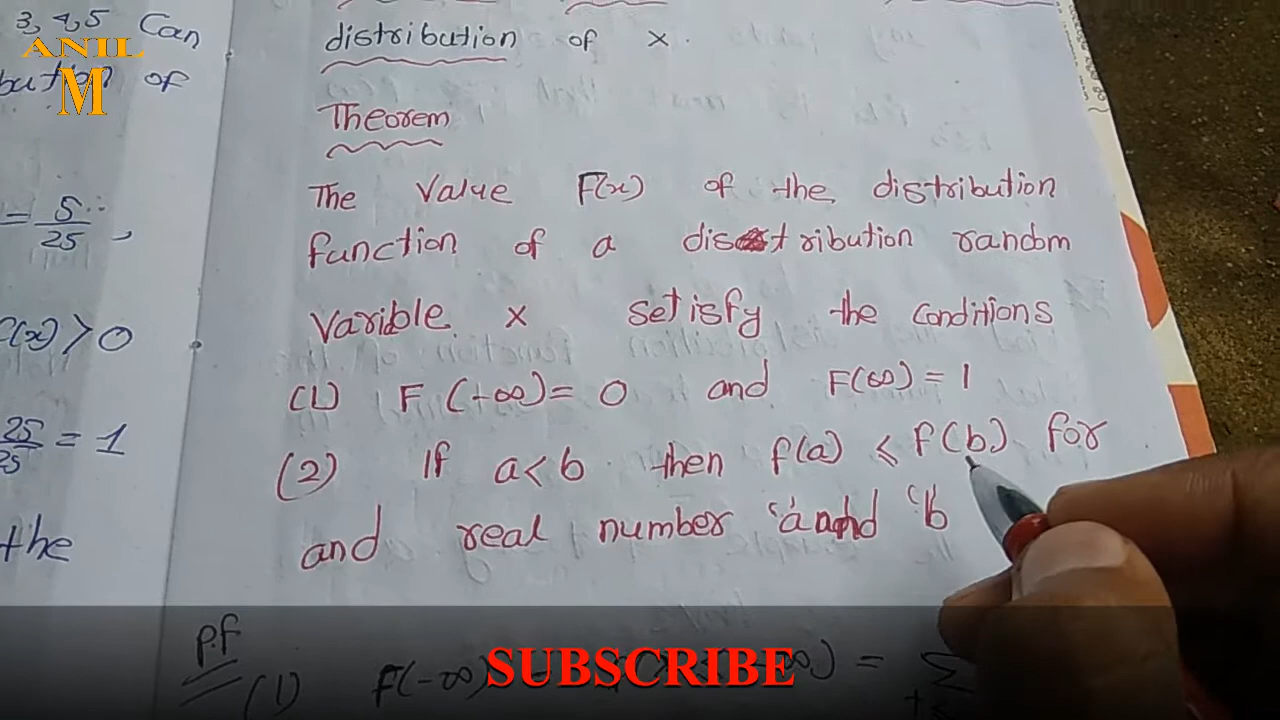 3, 4, 5 Can
bution of
ANIL
M
= 5/25 ,
f(x) > 0
25/25 = 1
the
distribution of x.
Theorem
The Value F(x) of the distribution
function of a distribution random
Varible x setisfy the conditions
(1) F (-∞) = 0 and F(∞) = 1
(2) If a < b then f(a) ≤ f(b) for
and real number 'a' and 'b'
p.f
(1) F(-∞) ∞) = Σ
SUBSCRIBE